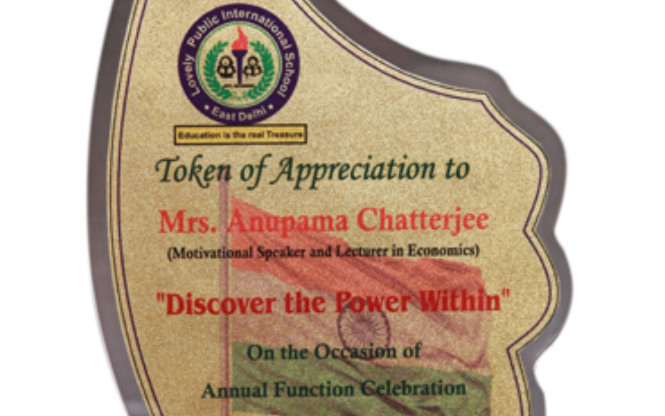 Lovely Public International School
• East Delhi •
Education is the real Treasure
Token of Appreciation to
Mrs. Anupama Chatterjee
(Motivational Speaker and Lecturer in Economics)
"Discover the Power Within"
On the Occasion of
Annual Function Celebration